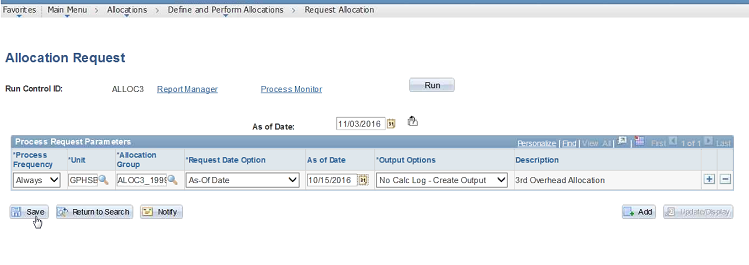 Favorites Main Menu > Allocations > Define and Perform Allocations > Request Allocation
Allocation Request
Run Control ID: ALLOC3 Report Manager Process Monitor Run
As of Date: 11/03/2016
Process Request Parameters Personalize | Find | View All | First 1 of 1 Last
*Process Frequency *Unit *Allocation Group *Request Date Option As of Date *Output Options Description
Always GPHSB ALOC3_199 As-Of Date 10/15/2016 No Calc Log - Create Output 3rd Overhead Allocation
Save Return to Search Notify Add Update/Display